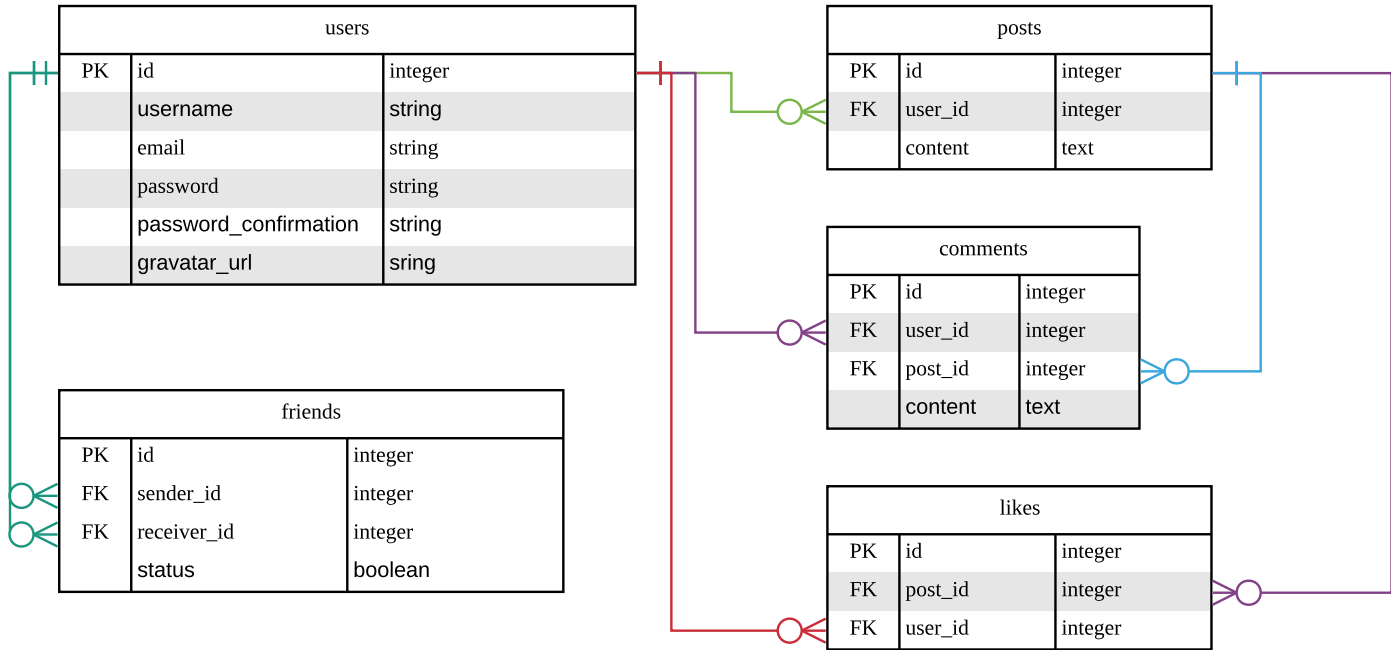 users
PK id integer
username string
email string
password string
password_confirmation string
gravatar_url sring
friends
PK id integer
FK sender_id integer
FK receiver_id integer
status boolean
posts
PK id integer
FK user_id integer
content text
comments
PK id integer
FK user_id integer
FK post_id integer
content text
likes
PK id integer
FK post_id integer
FK user_id integer